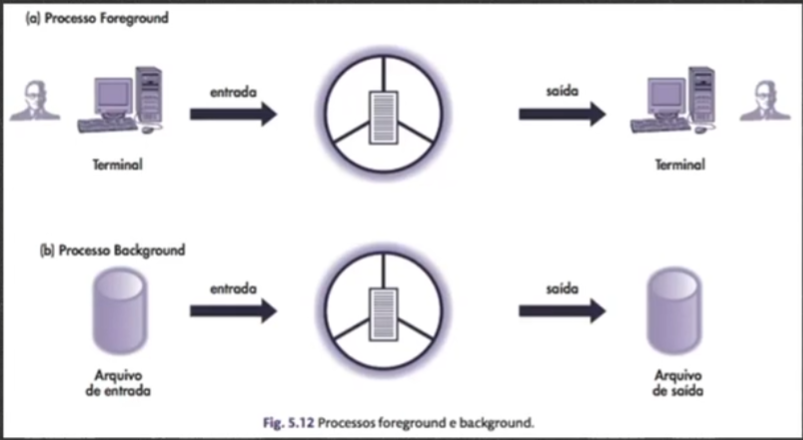 (a) Processo Foreground
entrada
saída
Terminal
Terminal
(b) Processo Background
entrada
saída
Arquivo
de entrada
Arquivo
de saída
Fig. 5.12 Processos foreground e background.